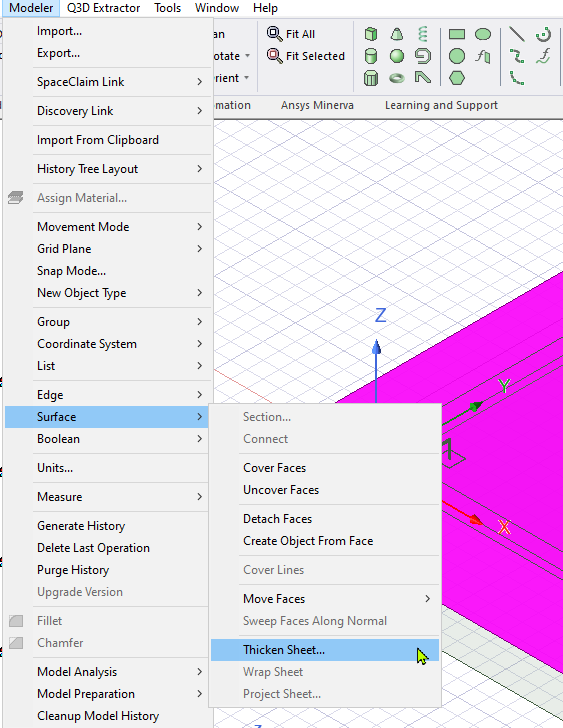 Modeler Q3D Extractor Tools Window Help
Import...
Export...
SpaceClaim Link
Discovery Link
Import From Clipboard
History Tree Layout
Assign Material...
Movement Mode
Grid Plane
Snap Mode...
New Object Type
Group
Coordinate System
List
Edge
Surface
Boolean
Units...
Measure
Generate History
Delete Last Operation
Purge History
Upgrade Version
Fillet
Chamfer
Model Analysis
Model Preparation
Cleanup Model History
Fit All
Fit Selected
Ansys Minerva Learning and Support
Z
Y
1
X
Section...
Connect
Cover Faces
Uncover Faces
Detach Faces
Create Object From Face
Cover Lines
Move Faces
Sweep Faces Along Normal
Thicken Sheet...
Wrap Sheet
Project Sheet...